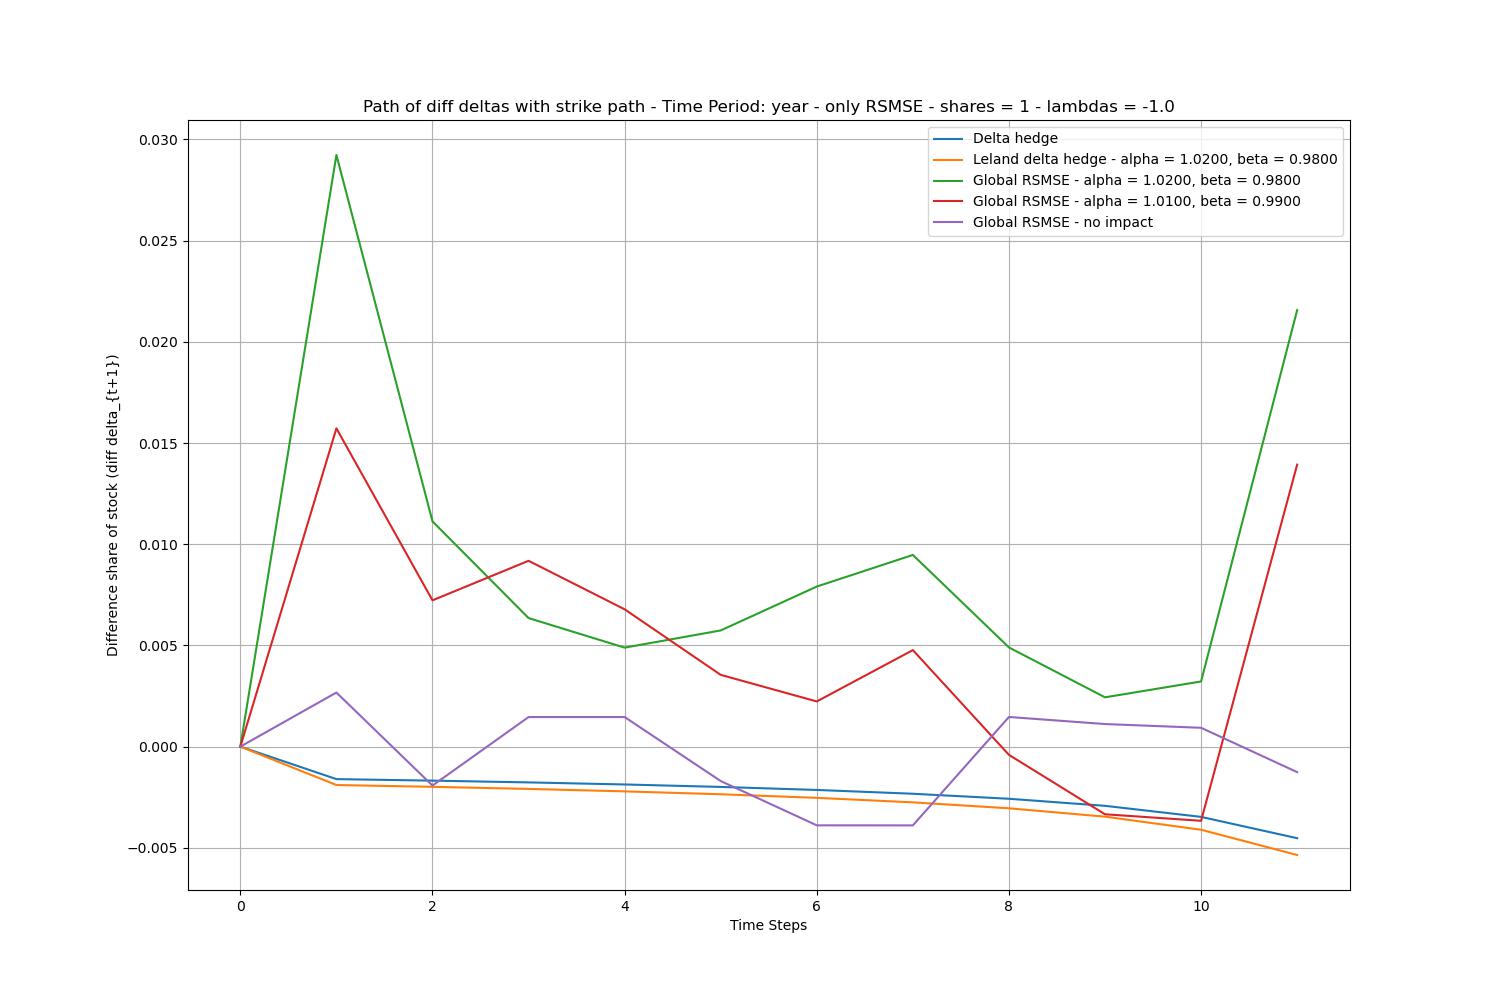 Path of diff deltas with strike path - Time Period: year - only RSMSE - shares = 1 - lambdas = -1.0
Delta hedge
Leland delta hedge - alpha = 1.0200, beta = 0.9800
Global RSMSE - alpha = 1.0200, beta = 0.9800
Global RSMSE - alpha = 1.0100, beta = 0.9900
Global RSMSE - no impact
Difference share of stock (diff delta_{t+1})
0.030
0.025
0.020
0.015
0.010
0.005
0.000
−0.005
0 2 4 6 8 10
Time Steps